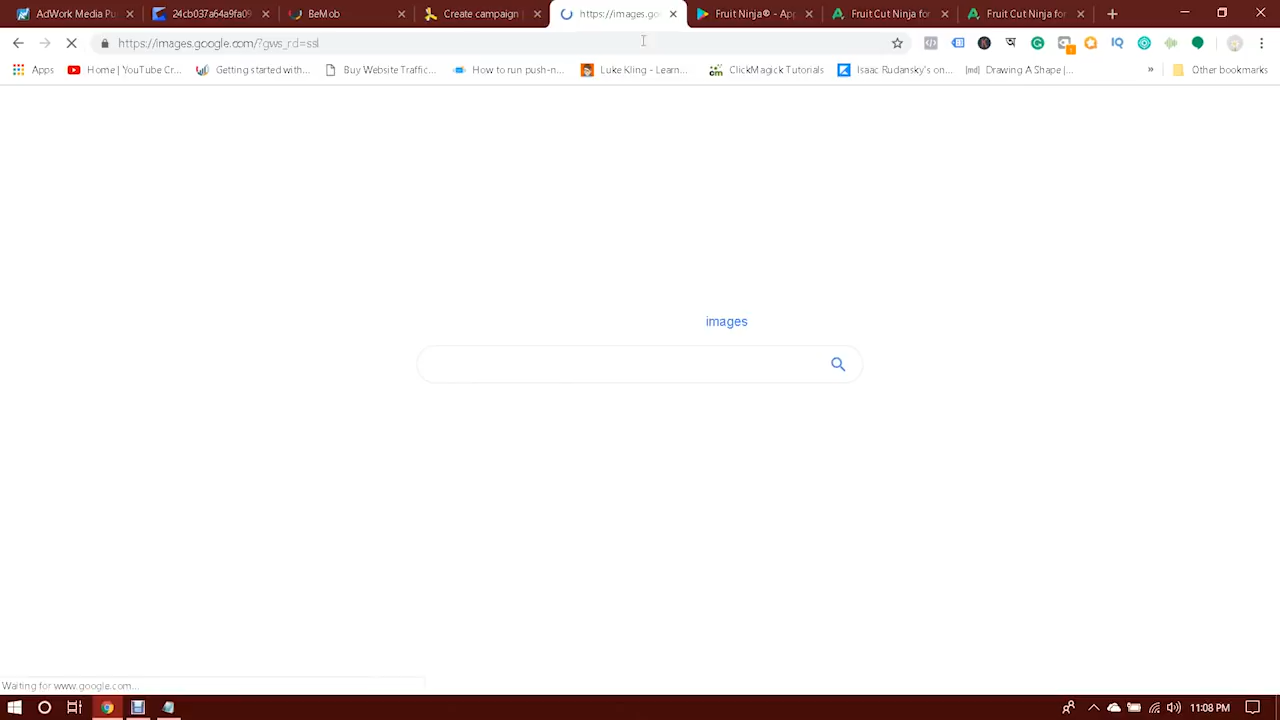 AdWork Media Pu
24cb037a64a9fa09
BeMob
Create campaign |
https://images.go
Fruit Ninja® - App
Fruit Cut Ninja for
Fruit Cut Ninja for
https://images.google.com/?gws_rd=ssl
Apps
Home | YouTube Cr...
Getting started with...
Buy Website Traffic...
How to run push-n...
Luke Kling - Learn...
ClickMagick Tutorials
Isaac Rudansky's on...
[md] Drawing A Shape |...
»
Other bookmarks
images
Waiting for www.google.com...
11:08 PM